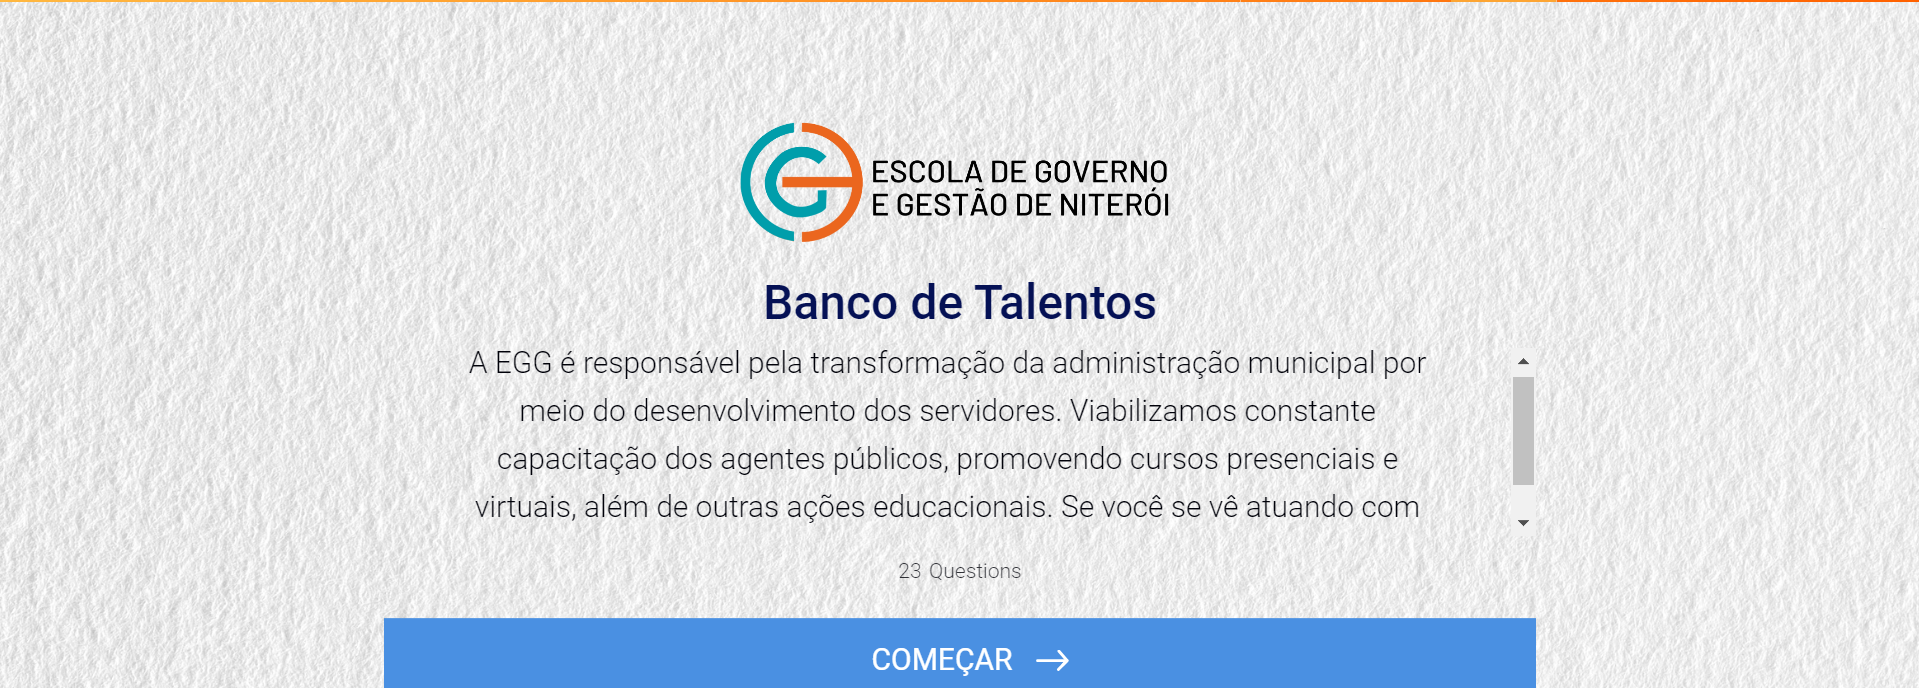 ESCOLA DE GOVERNO
E GESTÃO DE NITERÓI
Banco de Talentos
A EGG é responsável pela transformação da administração municipal por
meio do desenvolvimento dos servidores. Viabilizamos constante
capacitação dos agentes públicos, promovendo cursos presenciais e
virtuais, além de outras ações educacionais. Se você se vê atuando com
23 Questions
COMEÇAR